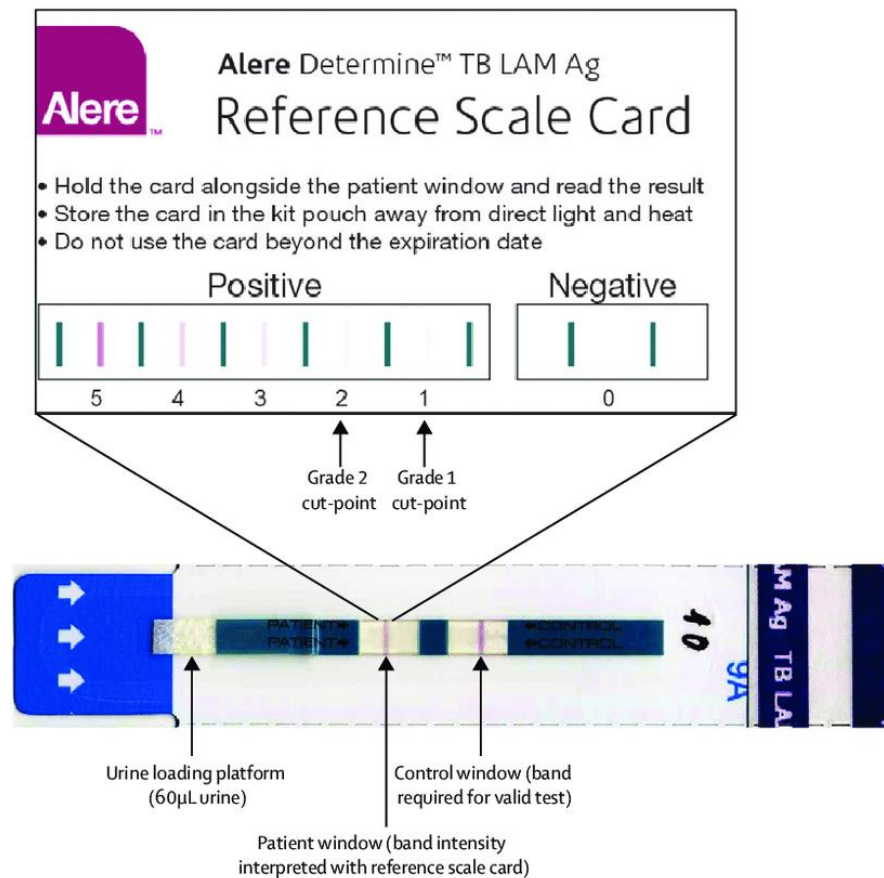 Alere™
Alere Determine™ TB LAM Ag
Reference Scale Card
• Hold the card alongside the patient window and read the result
• Store the card in the kit pouch away from direct light and heat
• Do not use the card beyond the expiration date
Positive
Negative
5 4 3 2 1 0
Grade 2
cut-point
Grade 1
cut-point
PATIENT
PATIENT
CONTROL
CONTROL
40
9A
AM Ag TB LA
Urine loading platform
(60μL urine)
Control window (band
required for valid test)
Patient window (band intensity
interpreted with reference scale card)